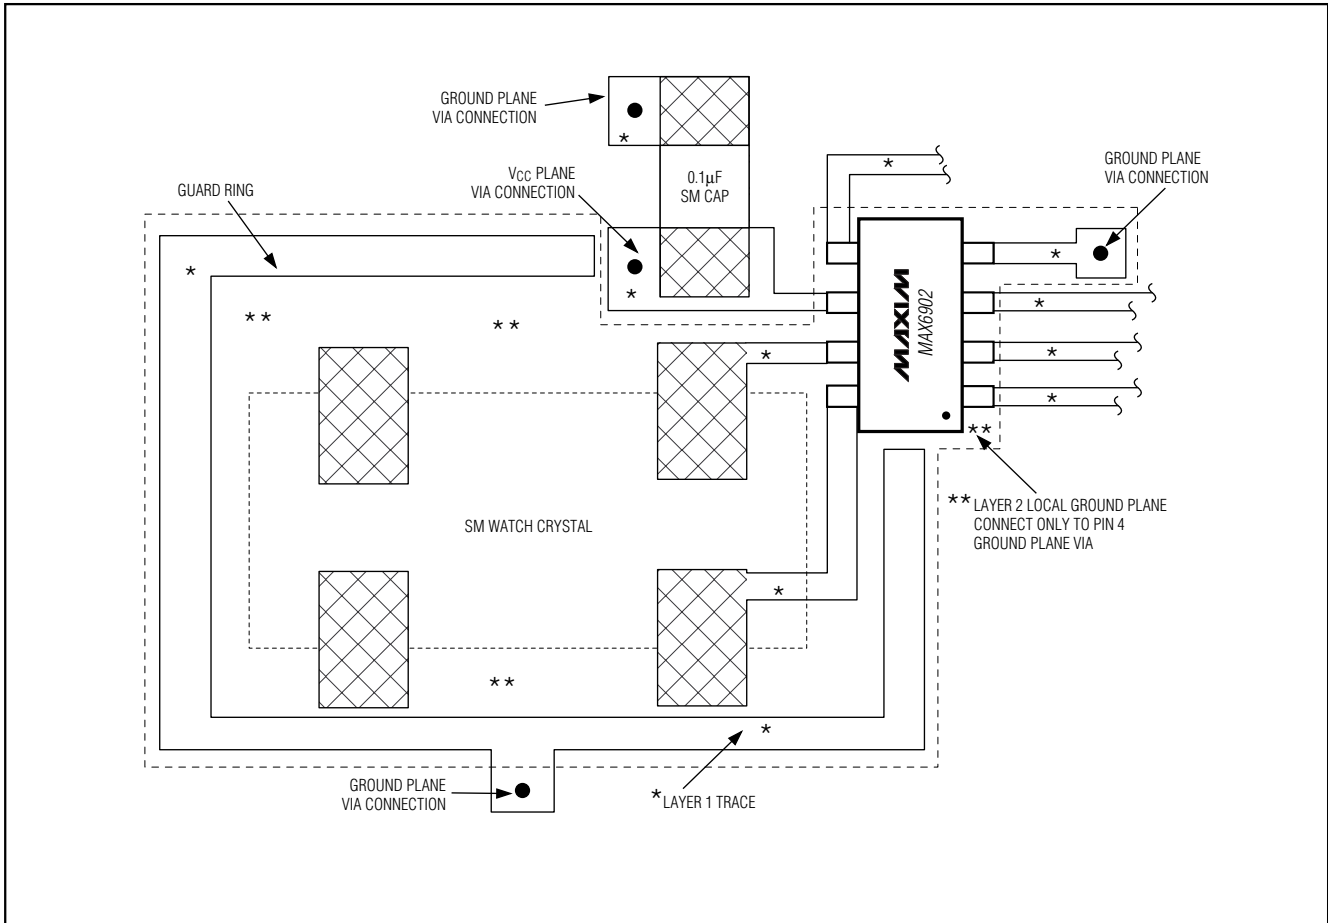 GROUND PLANE
VIA CONNECTION
*
0.1µF
SM CAP
VCC PLANE
VIA CONNECTION
*
GUARD RING
*
**
**
*
GROUND PLANE
VIA CONNECTION
*
*
*
*
*
MAXIM
MAX6902
**
**LAYER 2 LOCAL GROUND PLANE
CONNECT ONLY TO PIN 4
GROUND PLANE VIA
SM WATCH CRYSTAL
*
**
*
*LAYER 1 TRACE
GROUND PLANE
VIA CONNECTION